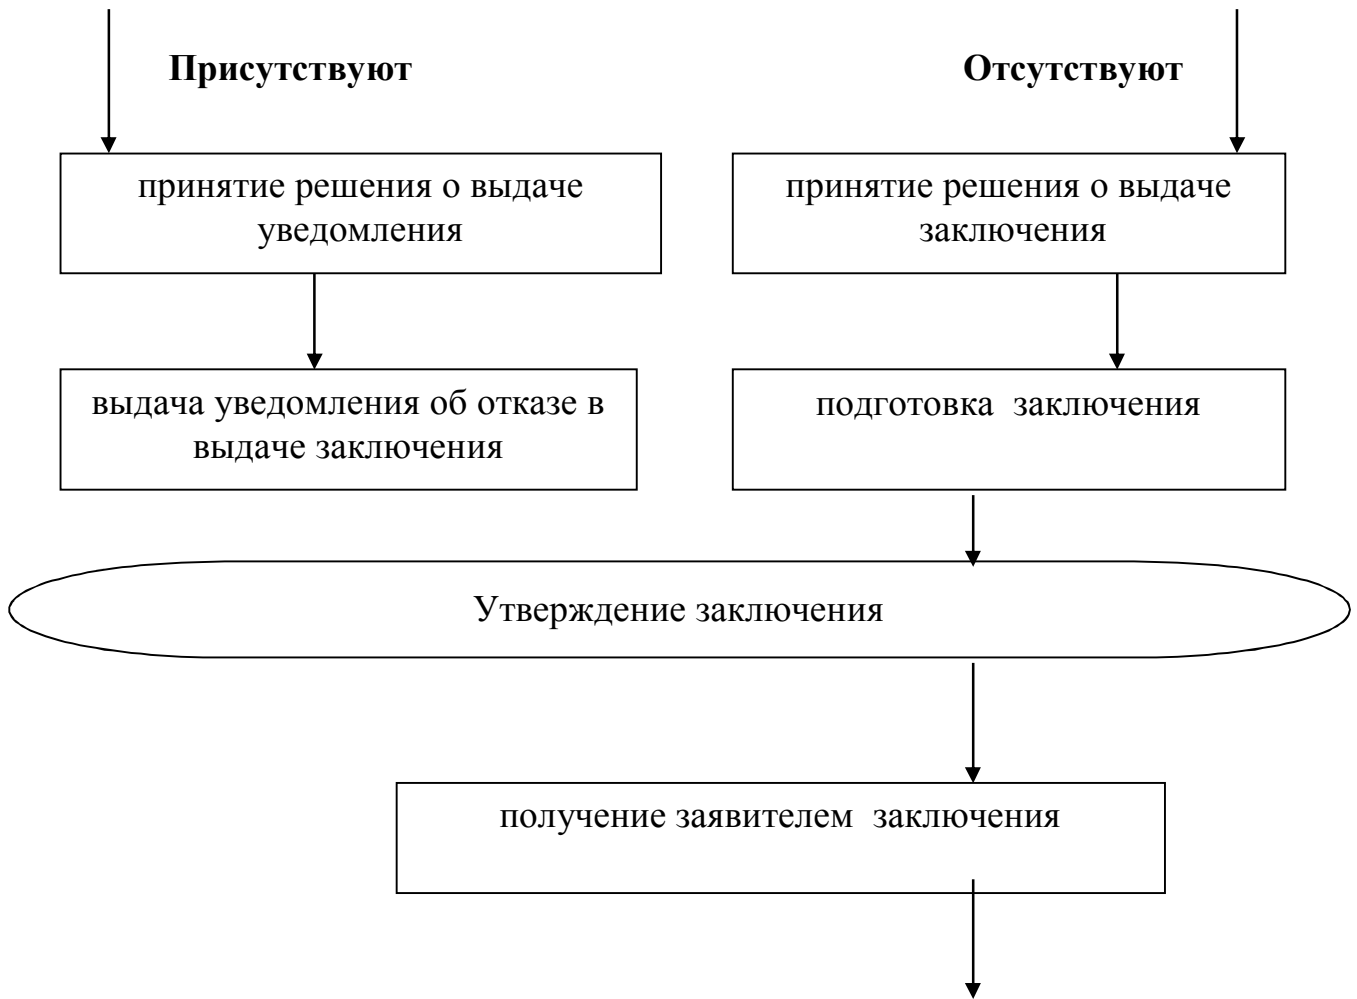 Присутствуют
Отсутствуют
принятие решения о выдаче
уведомления
принятие решения о выдаче
заключения
выдача уведомления об отказе в
выдаче заключения
подготовка  заключения
Утверждение заключения
получение заявителем  заключения